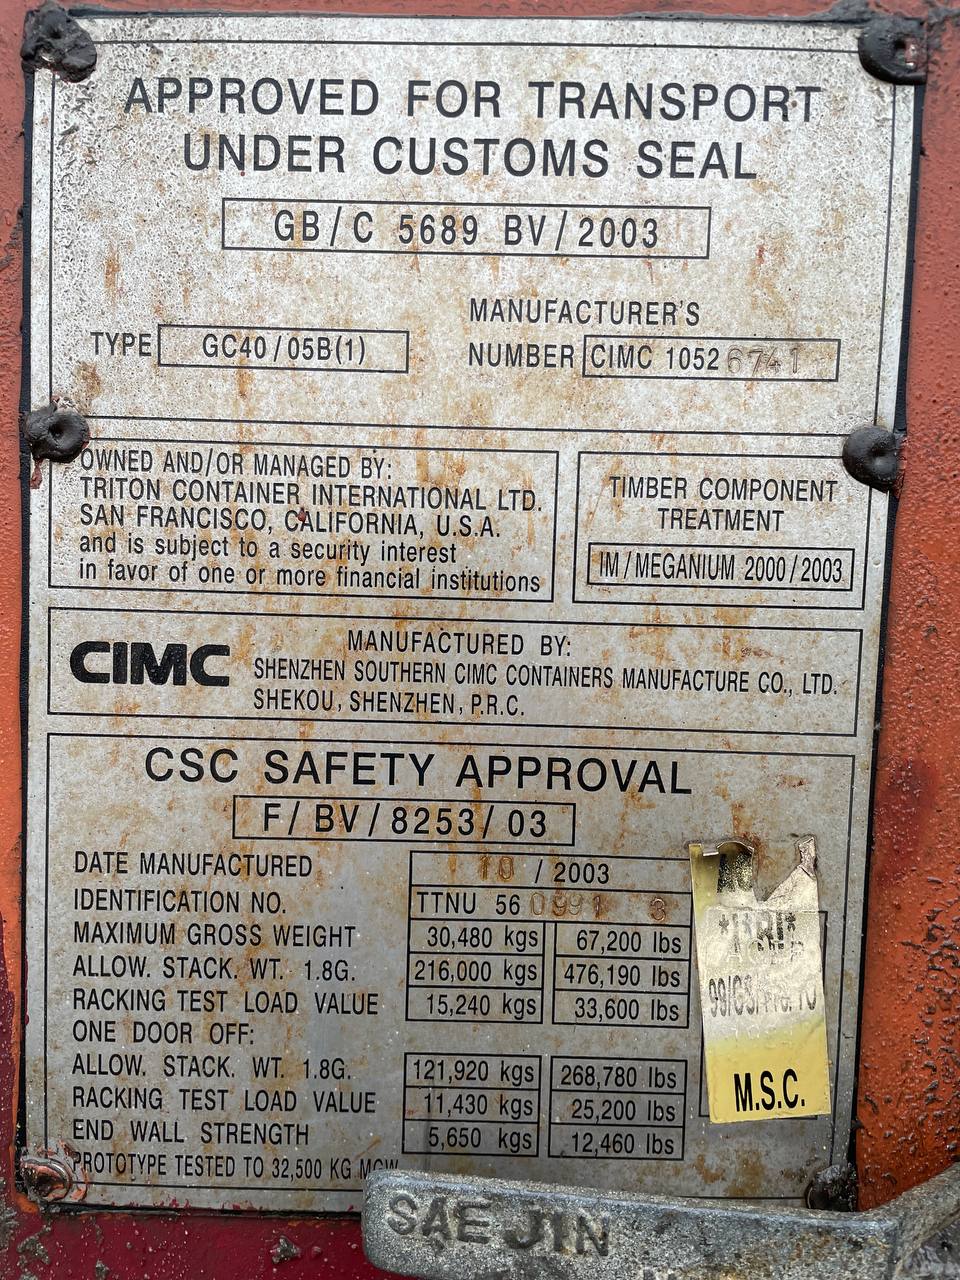 APPROVED FOR TRANSPORT
UNDER CUSTOMS SEAL
GB/C 5689 BV/2003
MANUFACTURER'S
TYPE GC40/05B(1) NUMBER CIMC 10526741
OWNED AND/OR MANAGED BY:
TRITON CONTAINER INTERNATIONAL LTD.
SAN FRANCISCO, CALIFORNIA, U.S.A.
and is subject to a security interest
in favor of one or more financial institutions
TIMBER COMPONENT
TREATMENT
IM/MEGANIUM 2000/2003
CIMC
MANUFACTURED BY:
SHENZHEN SOUTHERN CIMC CONTAINERS MANUFACTURE CO., LTD.
SHEKOU, SHENZHEN, P.R.C.
CSC SAFETY APPROVAL
F/BV/8253/03
DATE MANUFACTURED 10 / 2003
IDENTIFICATION NO. TTNU 560991 3
MAXIMUM GROSS WEIGHT 30,480 kgs 67,200 lbs
ALLOW. STACK. WT. 1.8G. 216,000 kgs 476,190 lbs
RACKING TEST LOAD VALUE 15,240 kgs 33,600 lbs
ONE DOOR OFF:
ALLOW. STACK. WT. 1.8G. 121,920 kgs 268,780 lbs
RACKING TEST LOAD VALUE 11,430 kgs 25,200 lbs
END WALL STRENGTH 5,650 kgs 12,460 lbs
PROTOTYPE TESTED TO 32,500 KG MGW
M.S.C.
SAE JIN